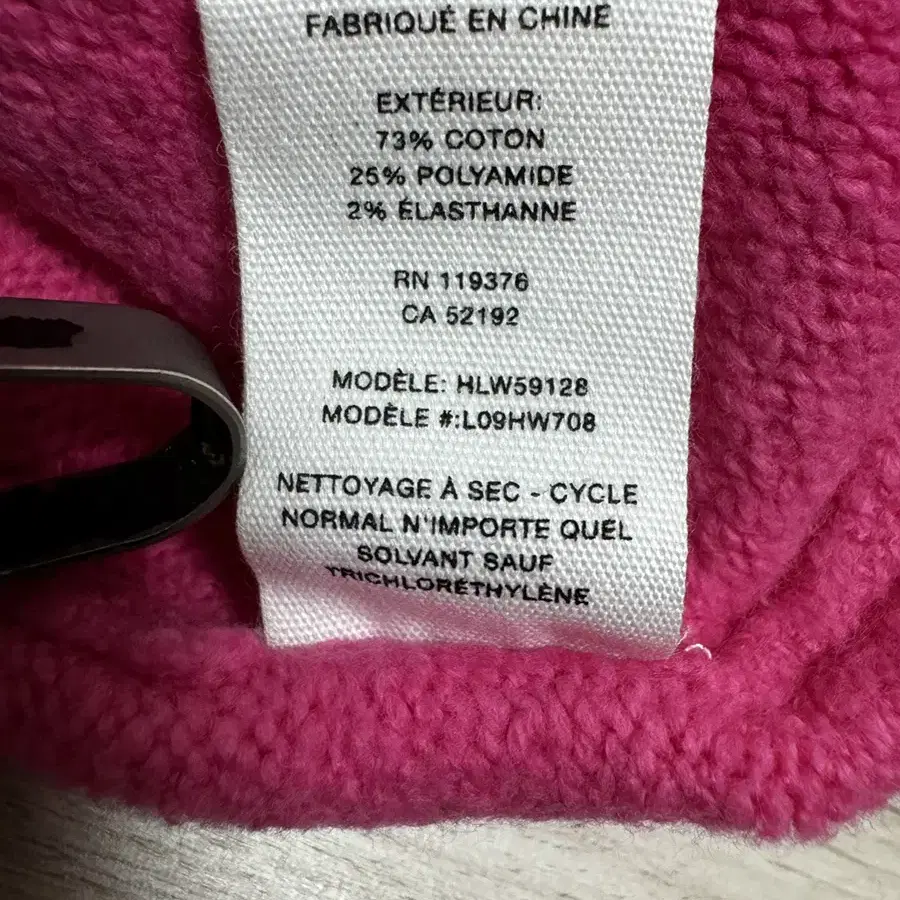 FABRIQUÉ EN CHINE
EXTÉRIEUR:
73% COTON
25% POLYAMIDE
2% ÉLASTHANNE
RN 119376
CA 52192
MODÈLE: HLW59128
MODÈLE #:L09HW708
NETTOYAGE À SEC - CYCLE
NORMAL N'IMPORTE QUEL
SOLVANT SAUF
TRICHLORÉTHYLÈNE